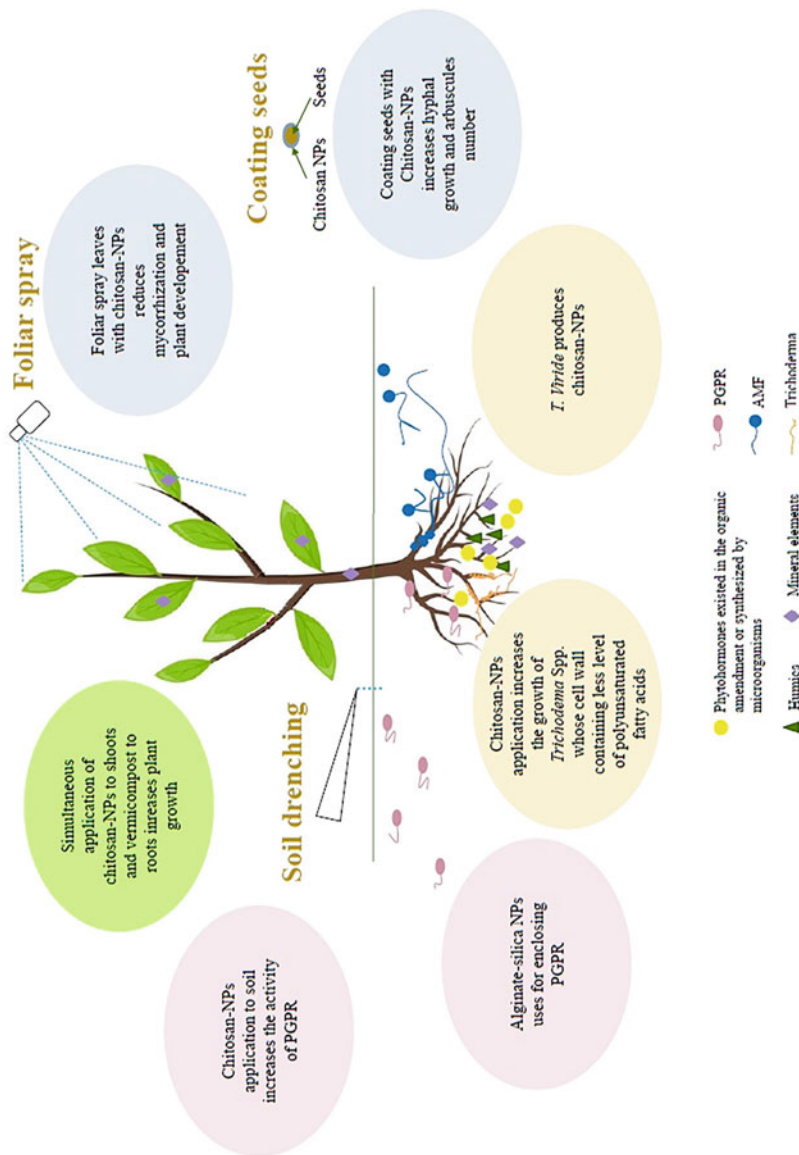 Foliar spray
Simultaneous
application of
chitosan-NPs to shoots
and vermicompost to
roots inreases plant
growth
Foliar spray leaves
with chitosan-NPs
reduces
mycorrhization and
plant developement
Chitosan-NPs
application to soil
increases the activity
of PGPR
Soil drenching
Coating seeds
Chitosan NPs
Seeds
Coating seeds with
Chitosan-NPs
increases hyphal
growth and arbuscules
number
Alginate-silica NPs
uses for enclosing
PGPR
Chitosan-NPs
application increases
the growth of
Trichodema Spp.
whose cell wall
containing less level
of polyunsaturated
fatty acids
T. Viride produces
chitosan-NPs
Phytohormones existed in the organic
amendment or synthesized by
microorganisms
PGPR
AMF
Humics
Mineral elements
Trichoderma